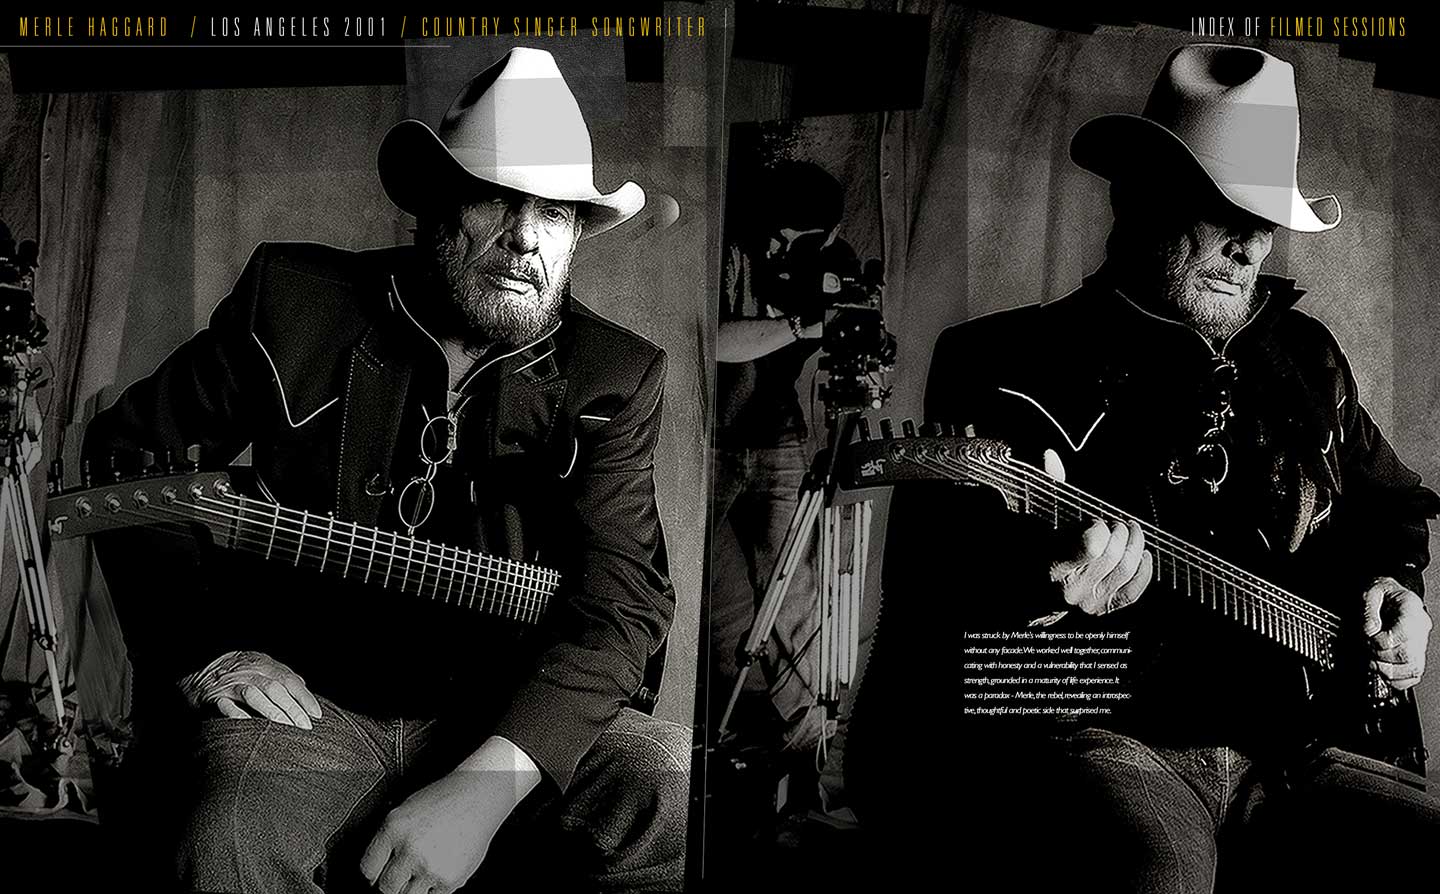 MERLE HAGGARD / LOS ANGELES 2001 / COUNTRY SINGER SONGWRITER
INDEX OF FILMED SESSIONS
I was struck by Merle's willingness to be openly himself
without any facade. We worked well together, communi-
cating with honesty and a vulnerability that I sensed as
strength, grounded in a maturity of life experience. It
was a paradox - Merle, the rebel, revealing an introspec-
tive, thoughtful and poetic side that surprised me.